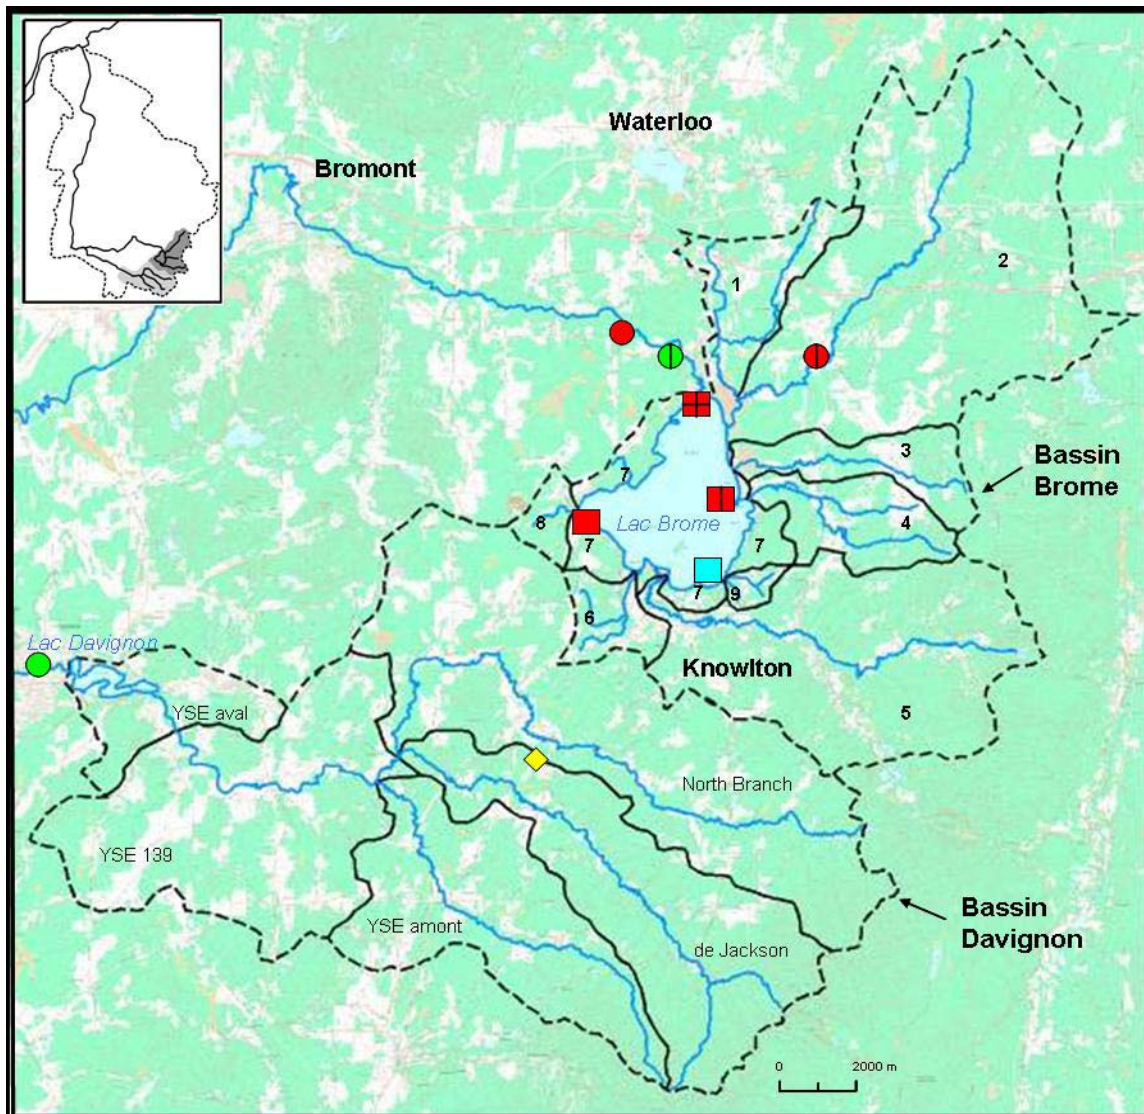 Waterloo
Bromont
2
1
3
Bassin
Brome
7
8
Lac Brome
4
7
7
7
9
6
Lac Davignon
Knowlton
YSE aval
5
North Branch
YSE 139
Bassin
Davignon
YSE amont
de Jackson
0
2000 m